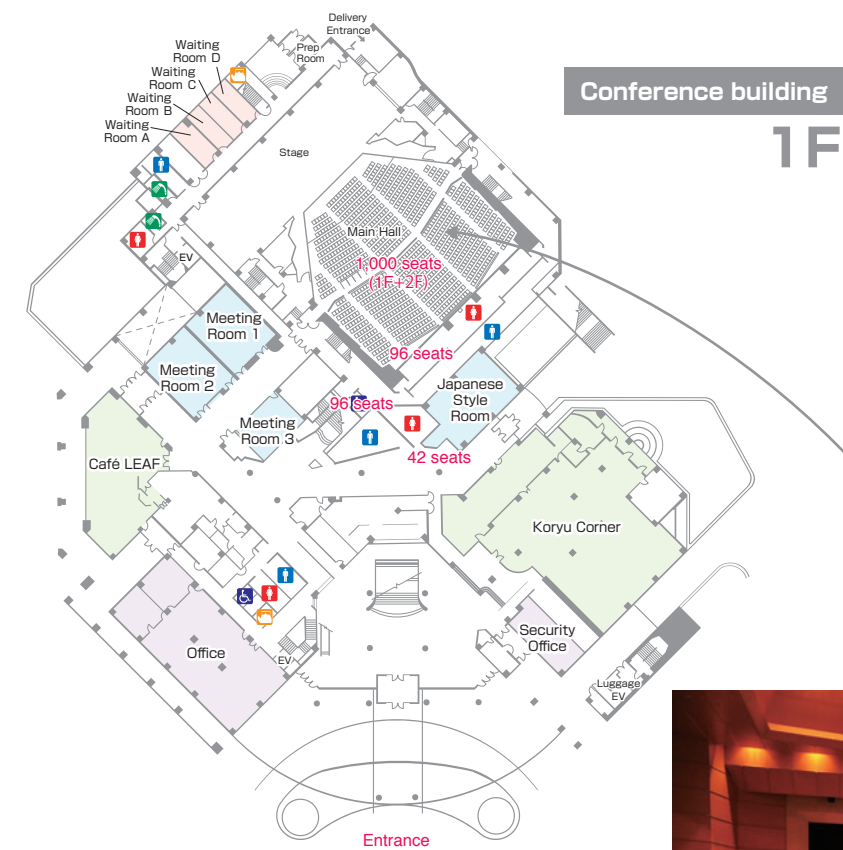 Delivery
Entrance
Conference building
1F
Prep
Room
Waiting
Room D
Waiting
Room C
Waiting
Room B
Waiting
Room A
Stage
Main Hall
1,000 seats
(1F+2F)
EV
Meeting
Room 1
Meeting
Room 2
96 seats
Japanese
Style
Room
96 seats
Meeting
Room 3
42 seats
Café LEAF
Koryu Corner
Office
EV
Security
Office
Luggage
EV
Entrance